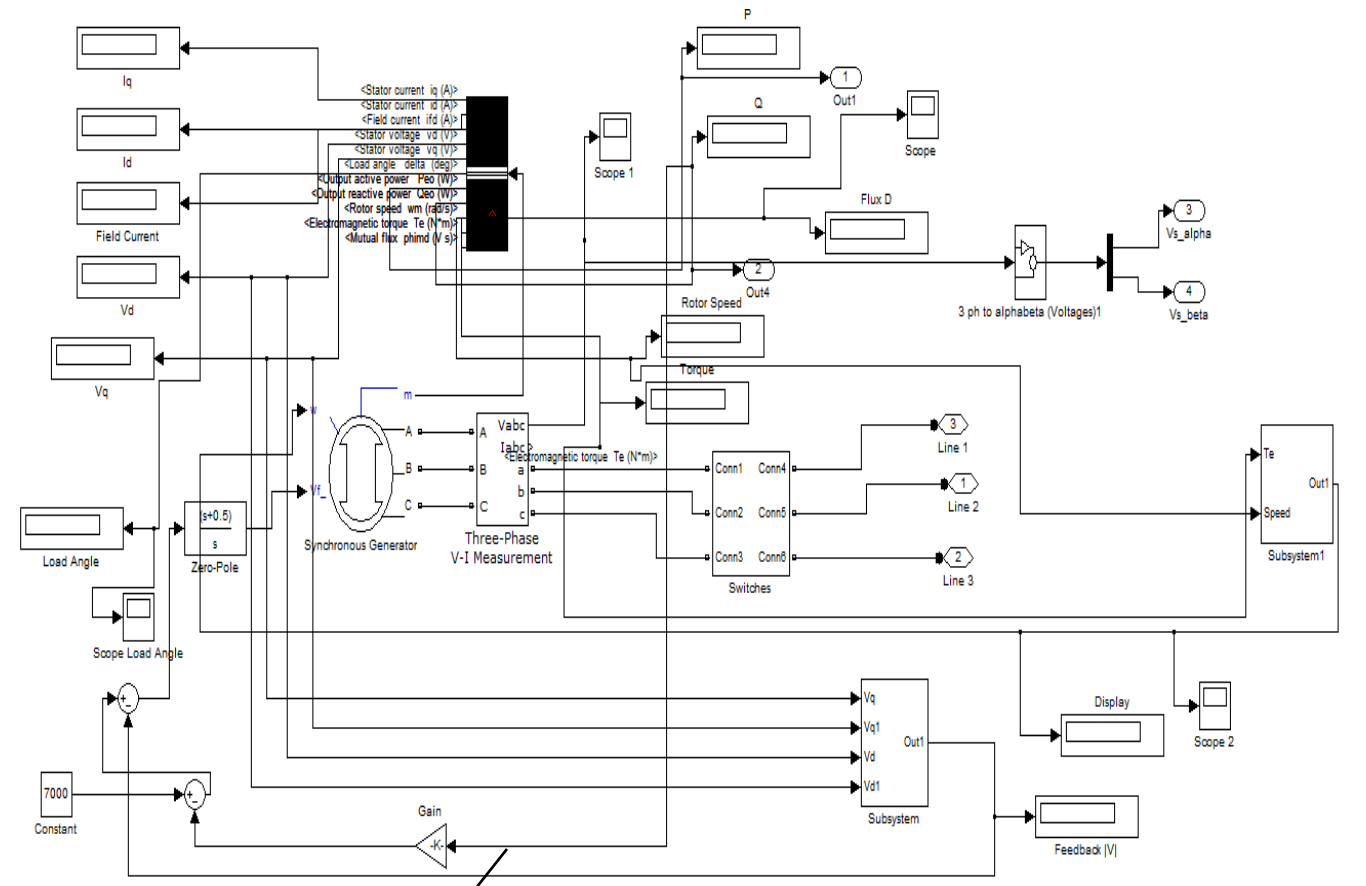 P
Iq
<Stator current iq (A)>
<Stator current id (A)>
<Field current ifd (A)>
<Stator voltage vd (V)>
<Stator voltage vq (V)>
<Load angle delta (deg)>
<Output active power Peo (W)>
<Output reactive power Qeo (W)>
<Rotor speed wm (rad/s)>
<Electromagnetic torque Te (N*m)>
<Mutual flux phimd (V s)>
1
Out1
Q
Scope
Scope 1
Id
Field Current
Flux D
3
Vs_alpha
Vd
2
Out4
4
Vs_beta
3 ph to alphabeta (Voltages)1
Rotor Speed
Vq
Torque
m
w
Vf_
A
B
C
Synchronous Generator
A
B
C
Vabc
Iabc
a
b
c
<Electromagnetic torque Te (N*m)>
Three-Phase
V-I Measurement
Conn1
Conn2
Conn3
Conn4
Conn5
Conn6
Switches
3
Line 1
1
Line 2
2
Line 3
Te
Speed
Out1
Subsystem1
Load Angle
(s+0.5)
s
Zero-Pole
Scope Load Angle
Vq
Vq1
Vd
Vd1
Out1
Subsystem
Display
Scope 2
7000
Constant
Gain
-K-
Feedback |V|